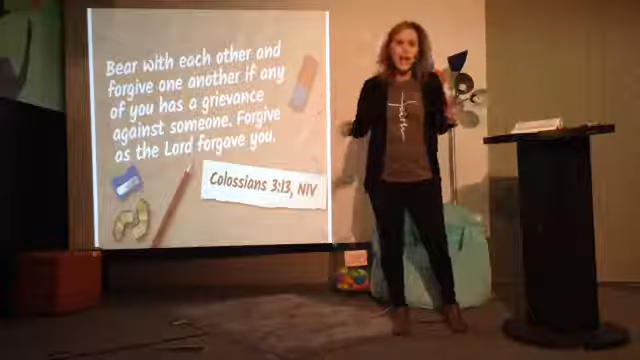 Bear with each other and
forgive one another if any
of you has a grievance
against someone. Forgive
as the Lord forgave you.
Colossians 3:13, NIV
faith